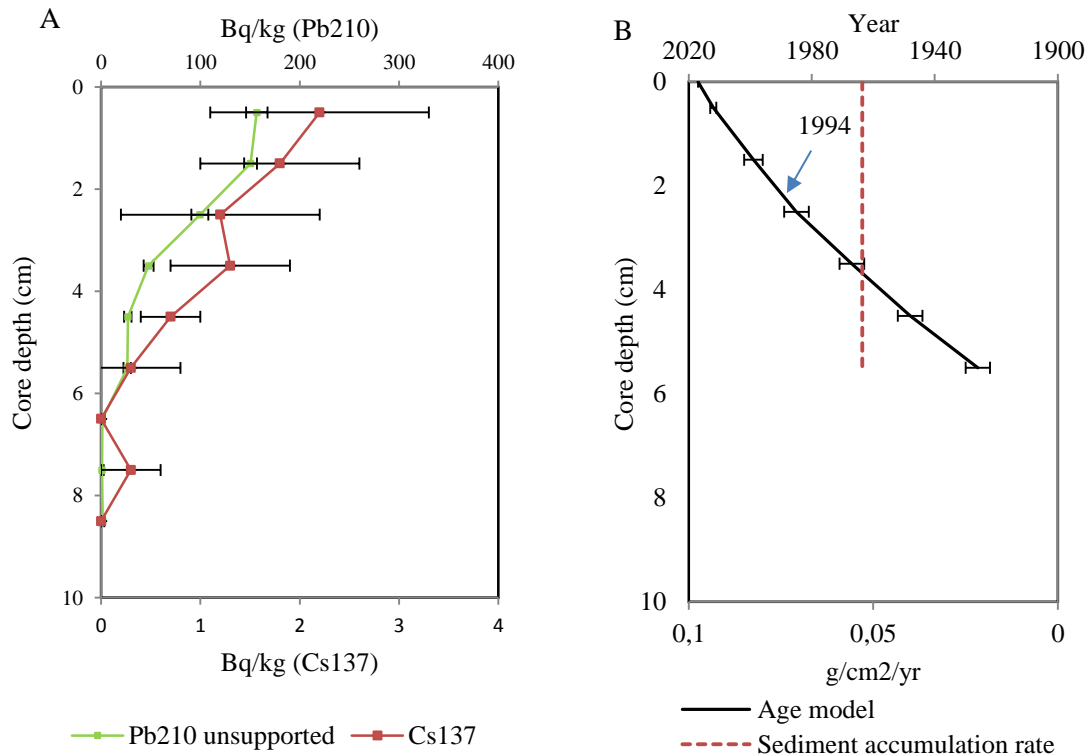 A
Bq/kg (Pb210)
0 100 200 300 400
0
2
4
6
8
10
Core depth (cm)
0 1 2 3 4
Bq/kg (Cs137)
Pb210 unsupported Cs137
B
Year
2020 1980 1940 1900
0
2
4
6
8
10
Core depth (cm)
1994
0,1 0,05 0
g/cm2/yr
Age model
Sediment accumulation rate